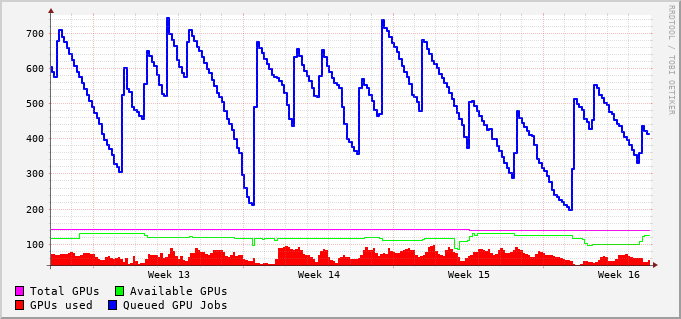 RRDTOOL / TOBI OETIKER
700
600
500
400
300
200
100
Week 13 Week 14 Week 15 Week 16
Total GPUs Available GPUs
GPUs used Queued GPU Jobs